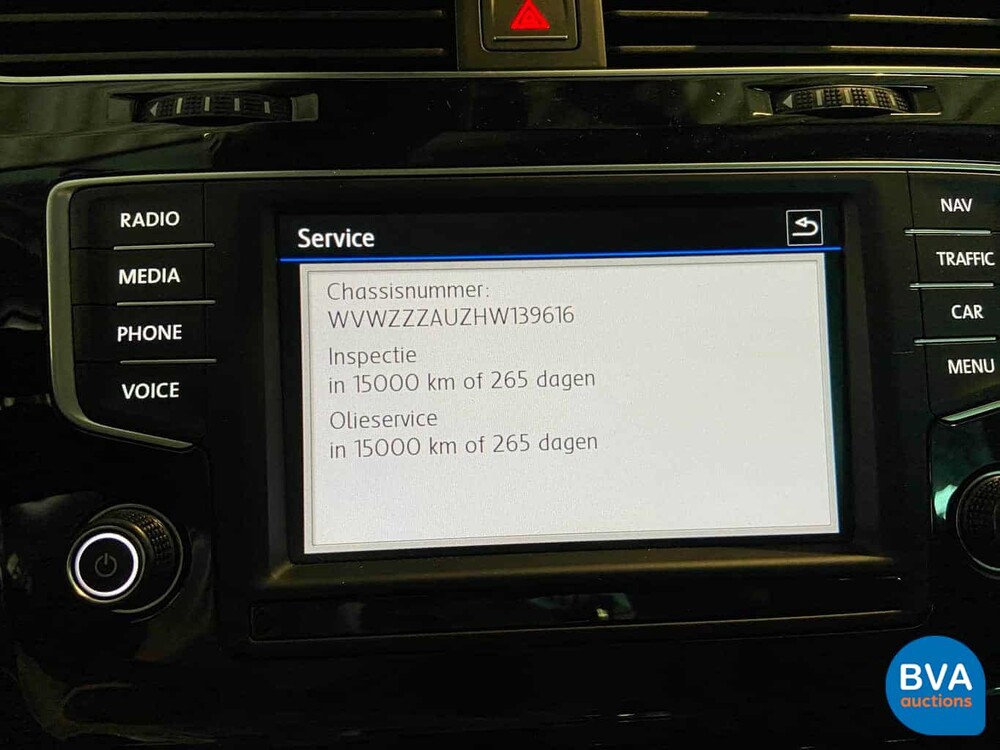 RADIO
MEDIA
PHONE
VOICE
Service
Chassisnummer:
WVWZZZAUZHW139616
Inspectie
in 15000 km of 265 dagen
Olieservice
in 15000 km of 265 dagen
NAV
TRAFFIC
CAR
MENU
BVA
auctions